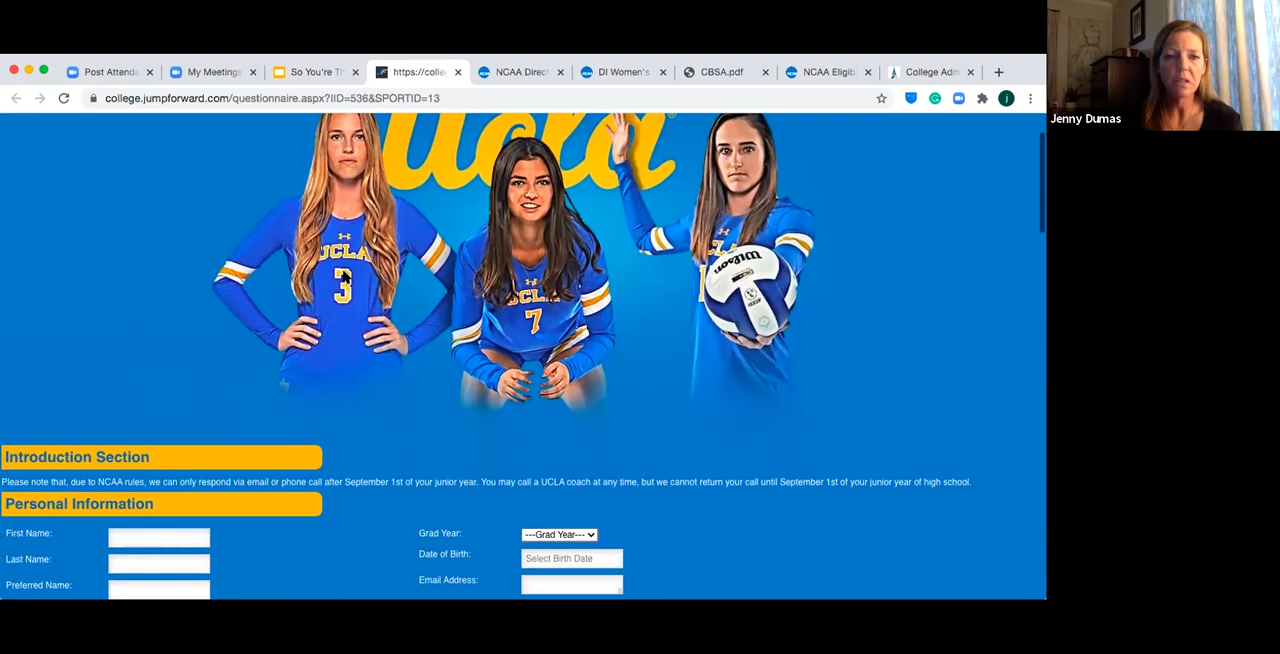 Post Attende
My Meetings
So You're Th
https://colle
NCAA Direct
DI Women's
CBSA.pdf
NCAA Eligib
College Adm
college.jumpforward.com/questionnaire.aspx?IID=536&SPORTID=13
j
Jenny Dumas
Ucla
UCLA
3
UCLA
7
UCLA
Wilson
Introduction Section
Please note that, due to NCAA rules, we can only respond via email or phone call after September 1st of your junior year. You may call a UCLA coach at any time, but we cannot return your call until September 1st of your junior year of high school.
Personal Information
First Name:
Grad Year:
---Grad Year---
Last Name:
Date of Birth:
Select Birth Date
Preferred Name:
Email Address: